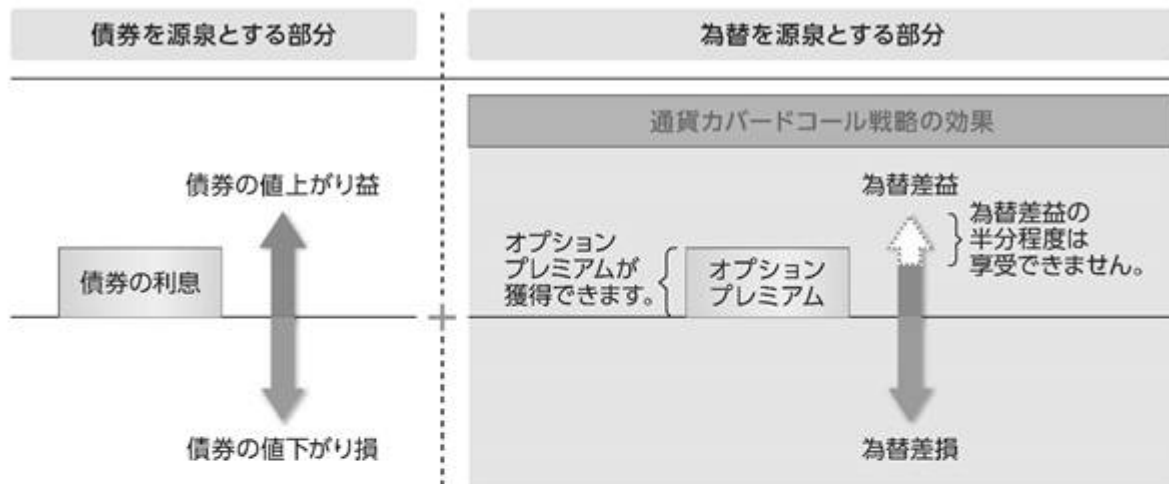 債券を源泉とする部分
為替を源泉とする部分
通貨カバードコール戦略の効果
債券の値上がり益
債券の利息
債券の値下がり損
+
為替差益
為替差益の
半分程度は
享受できません。
オプション
プレミアムが
獲得できます。
オプション
プレミアム
為替差損